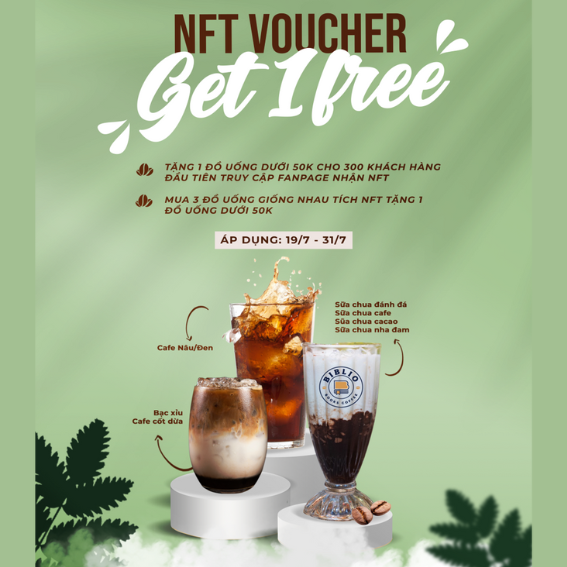 NFT VOUCHER
Get 1 free
TẶNG 1 ĐỒ UỐNG DƯỚI 50K CHO 300 KHÁCH HÀNG
ĐẦU TIÊN TRUY CẬP FANPAGE NHẬN NFT
MUA 3 ĐỒ UỐNG GIỐNG NHAU TÍCH NFT TẶNG 1
ĐỒ UỐNG DƯỚI 50K
ÁP DỤNG: 19/7 - 31/7
Sữa chua đánh đá
Sữa chua cafe
Sữa chua cacao
Sữa chua nha đam
Cafe Nâu/Đen
BIBLIO
BOOKS COFFEE
Bạc xỉu
Cafe cốt dừa